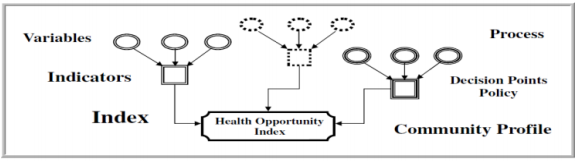 Variables
Process
Indicators
Decision Points
Policy
Index
Health Opportunity
Index
Community Profile